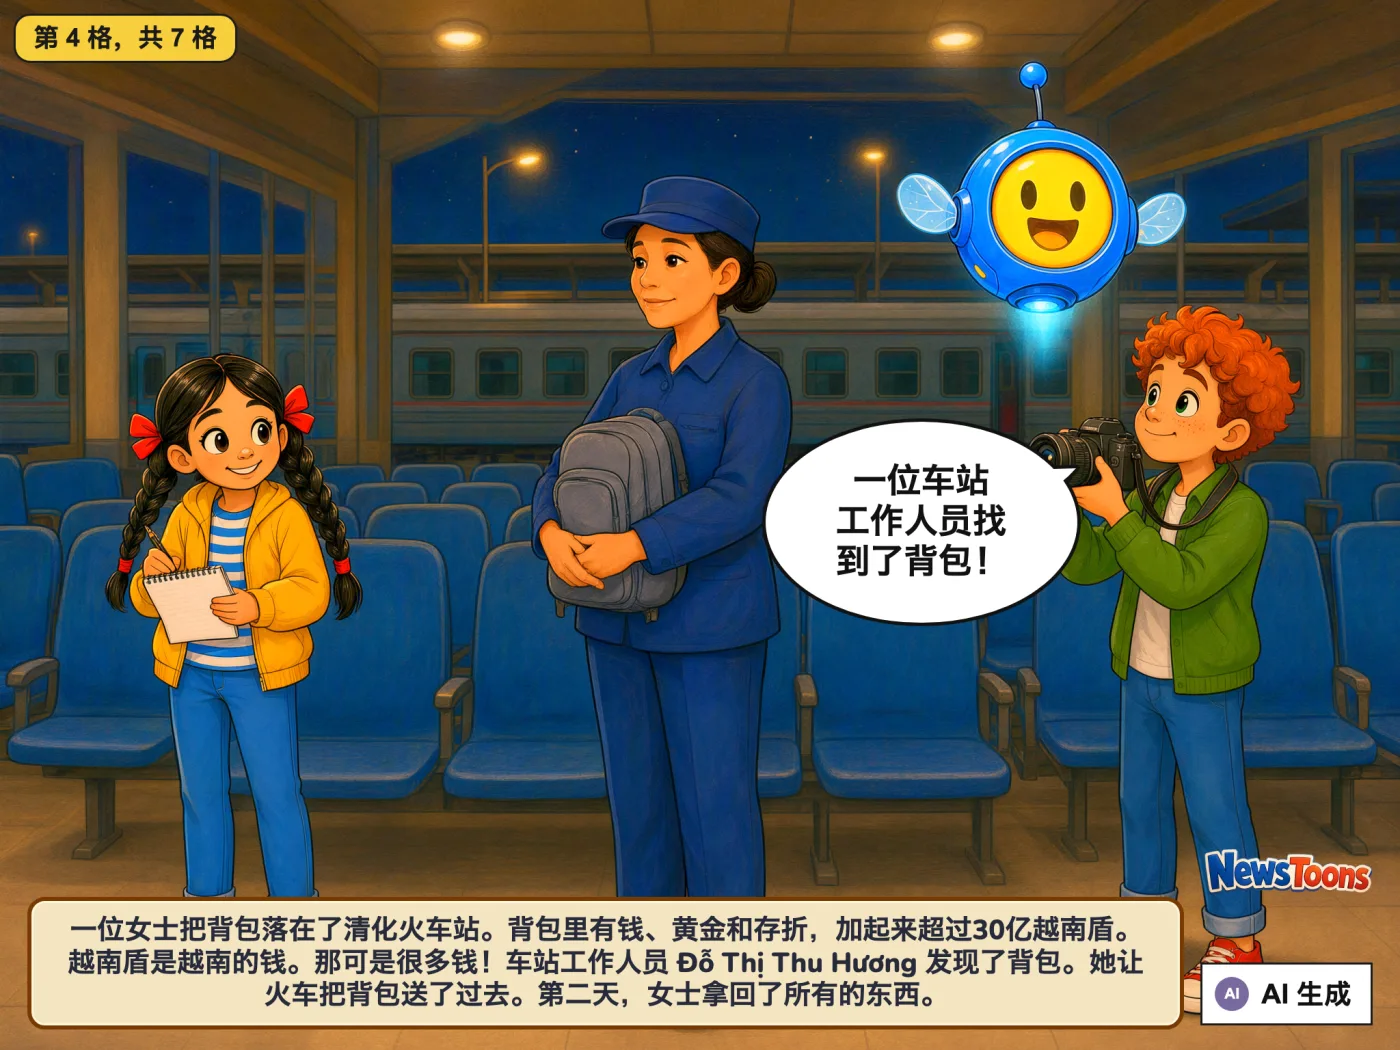 第 4 格，共 7 格
一位车站
工作人员找
到了背包！
NewsToons
一位女士把背包落在了清化火车站。背包里有钱、黄金和存折，加起来超过30亿越南盾。
越南盾是越南的钱。那可是很多钱！车站工作人员 Đỗ Thị Thu Hương 发现了背包。她让
火车把背包送了过去。第二天，女士拿回了所有的东西。
AI AI 生成